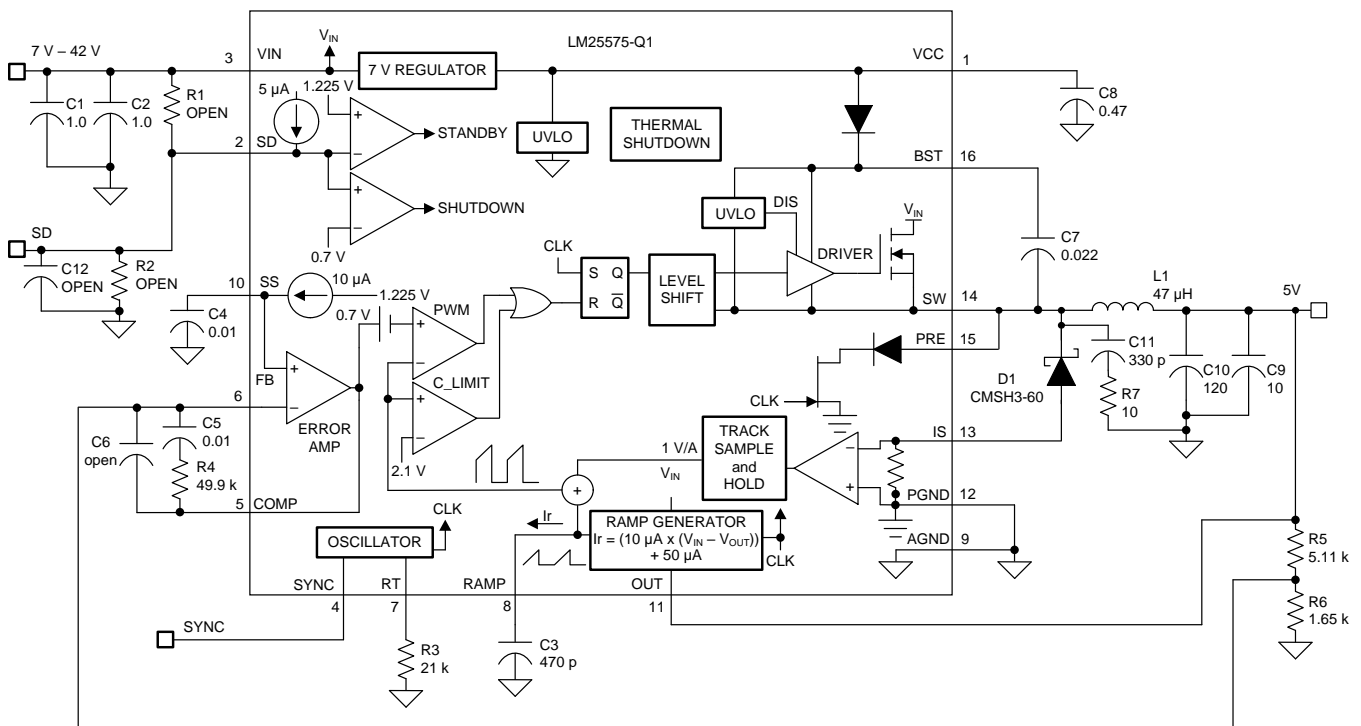 LM25575-Q1
7 V – 42 V
3 VIN
V_IN
7 V REGULATOR
VCC 1
C1
1.0
C2
1.0
R1
OPEN
5 µA
1.225 V
+
−
STANDBY
UVLO
THERMAL
SHUTDOWN
C8
0.47
2 SD
+
−
SHUTDOWN
0.7 V
BST 16
UVLO
DIS
DRIVER
V_IN
C7
0.022
SD
C12
OPEN
R2
OPEN
CLK
S Q
R Q̅
LEVEL
SHIFT
SW 14
L1
47 µH
5V
10 SS
10 µA
1.225 V
0.7 V
PWM
+
−
C4
0.01
PRE 15
C11
330 p
R7
10
C10
120
C9
10
D1
CMSH3-60
FB
+
−
ERROR
AMP
C_LIMIT
+
−
2.1 V
CLK
6
C5
0.01
C6
open
R4
49.9 k
5 COMP
IS 13
TRACK
SAMPLE
and
HOLD
1 V/A
V_IN
−
+
PGND 12
AGND 9
+
Ir
RAMP GENERATOR
Ir = (10 µA x (V_IN – V_OUT))
+ 50 µA
CLK
CLK
OSCILLATOR
SYNC
4
RT
7
RAMP
8
OUT
11
R5
5.11 k
R6
1.65 k
SYNC
R3
21 k
C3
470 p